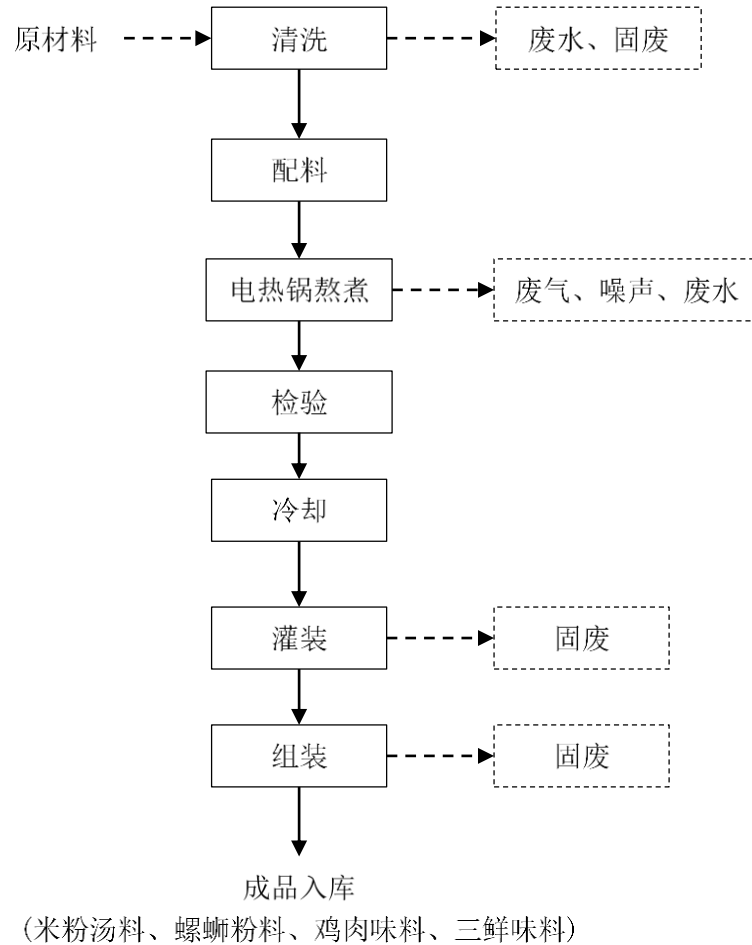 原材料
清洗
废水、固废
配料
电热锅熬煮
废气、噪声、废水
检验
冷却
灌装
固废
组装
固废
成品入库
（米粉汤料、螺蛳粉料、鸡肉味料、三鲜味料）